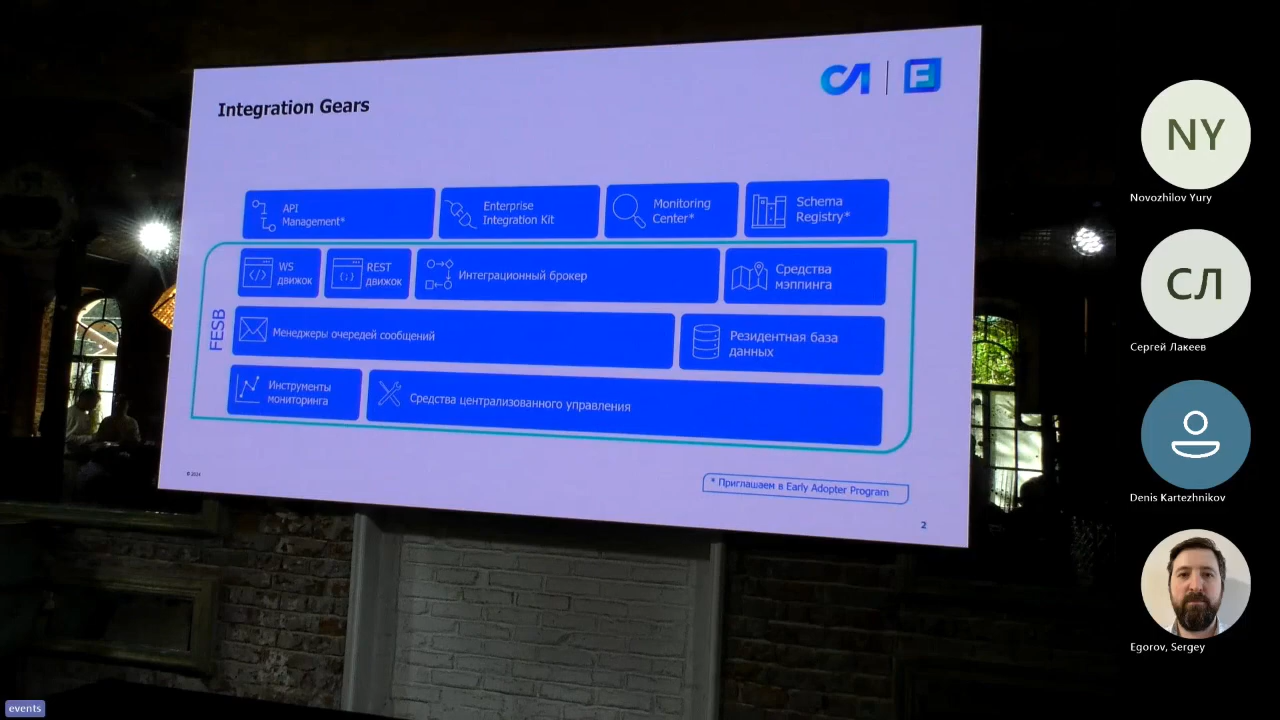 Integration Gears
СЛ F
API
Management*
Enterprise
Integration Kit
Monitoring
Center*
Schema
Registry*
FESB
WS
движок
REST
движок
Интеграционный брокер
Средства
мэппинга
Менеджеры очередей сообщений
Резидентная база
данных
Инструменты
мониторинга
Средства централизованного управления
© 2024
* Приглашаем в Early Adopter Program
2
NY
Novozhilov Yury
СЛ
Сергей Лакеев
Denis Kartezhnikov
Egorov, Sergey
events